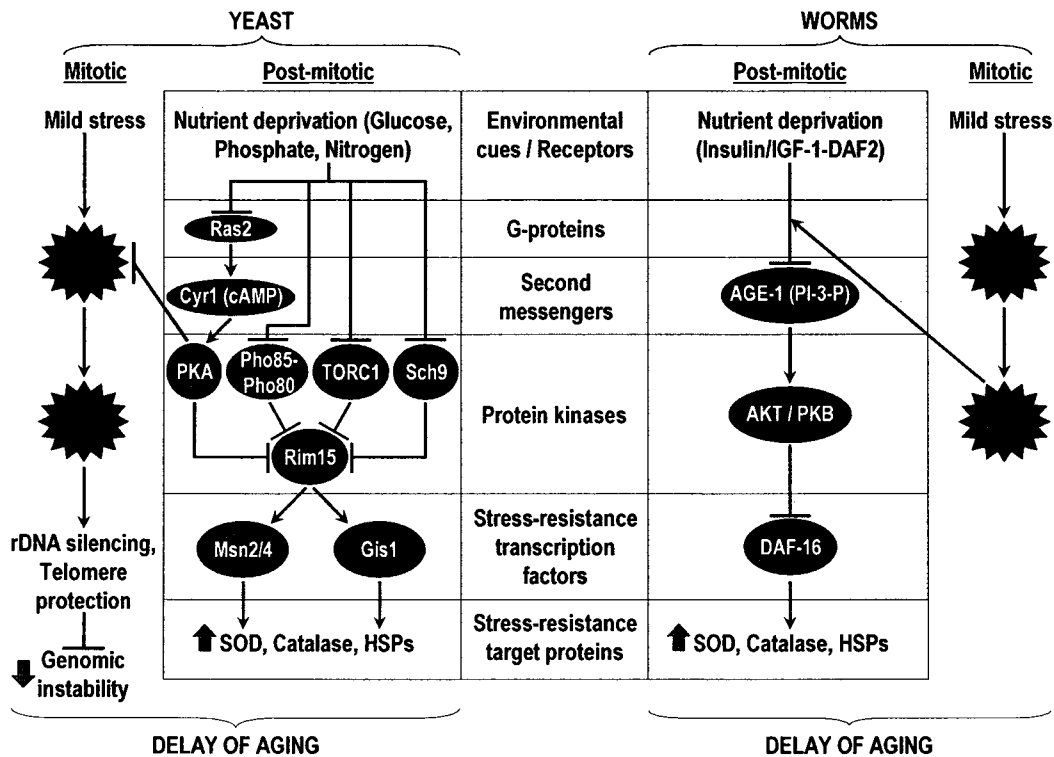 YEAST
WORMS
Mitotic
Post-mitotic
Post-mitotic
Mitotic
Mild stress
Nutrient deprivation (Glucose,
Phosphate, Nitrogen)
Environmental
cues / Receptors
Nutrient deprivation
(Insulin/IGF-1-DAF2)
Mild stress
Ras2
G-proteins
Cyr1 (cAMP)
Second
messengers
AGE-1 (PI-3-P)
PKA
Pho85-
Pho80
TORC1
Sch9
Protein kinases
AKT / PKB
Rim15
rDNA silencing,
Telomere
protection
Msn2/4
Gis1
Stress-resistance
transcription
factors
DAF-16
Genomic
instability
SOD, Catalase, HSPs
Stress-resistance
target proteins
SOD, Catalase, HSPs
DELAY OF AGING
DELAY OF AGING